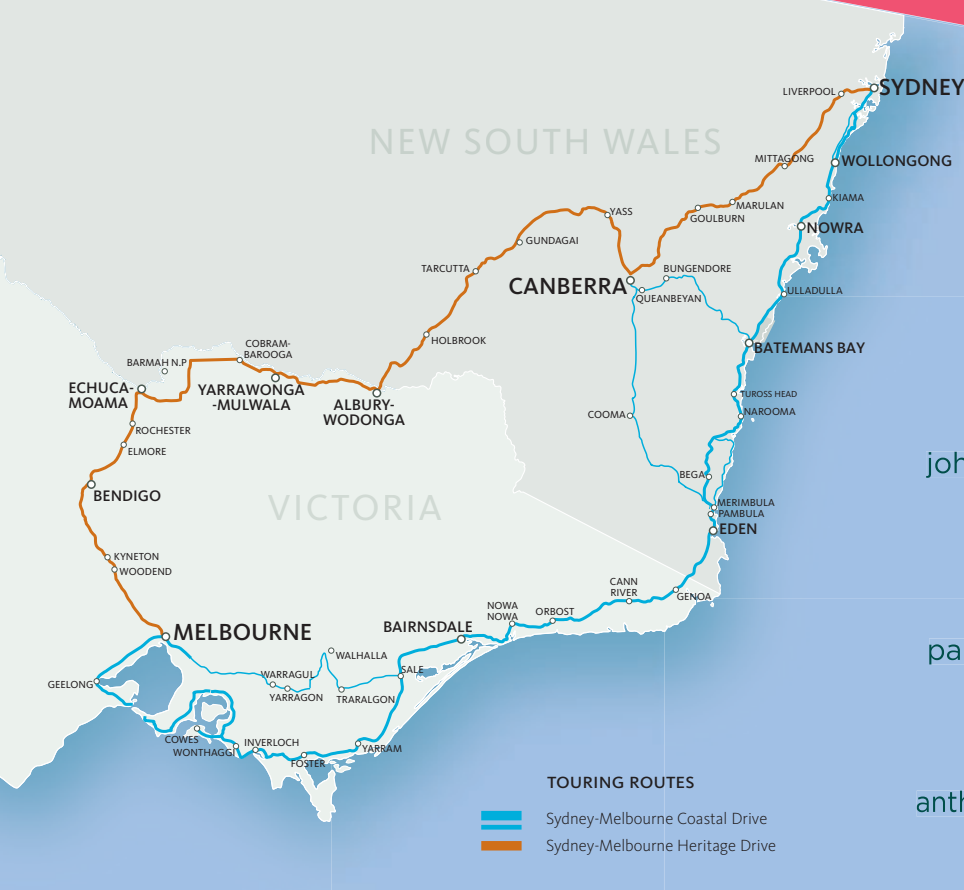 SYDNEY
LIVERPOOL
NEW SOUTH WALES
MITTAGONG
WOLLONGONG
KIAMA
MARULAN
YASS
GOULBURN
NOWRA
GUNDAGAI
TARCUTTA
BUNGENDORE
CANBERRA
QUEANBEYAN
ULLADULLA
HOLBROOK
COBRAM-
BAROOGA
BATEMANS BAY
BARMAH N.P
ECHUCA-
MOAMA
YARRAWONGA
-MULWALA
ALBURY-
WODONGA
TUROSS HEAD
COOMA
NAROOMA
ROCHESTER
ELMORE
joh
BEGA
BENDIGO
MERIMBULA
PAMBULA
VICTORIA
EDEN
KYNETON
WOODEND
CANN
RIVER
GENOA
NOWA
NOWA
ORBOST
MELBOURNE
BAIRNSDALE
WALHALLA
pa
SALE
WARRAGUL
GEELONG
YARRAGON
TRARALGON
COWES
INVERLOCH
WONTHAGGI
YARRAM
FOSTER
TOURING ROUTES
anth
Sydney-Melbourne Coastal Drive
Sydney-Melbourne Heritage Drive